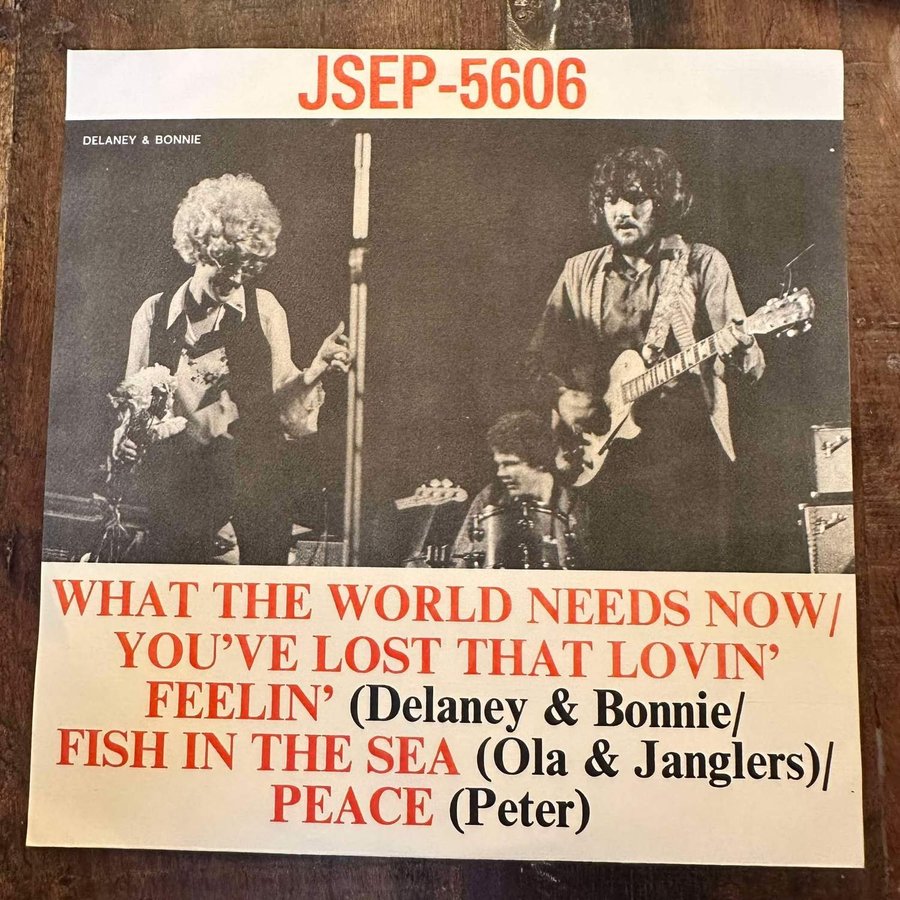 JSEP-5606
DELANEY & BONNIE
WHAT THE WORLD NEEDS NOW/
YOU'VE LOST THAT LOVIN'
FEELIN' (Delaney & Bonnie/
FISH IN THE SEA (Ola & Janglers)/
PEACE (Peter)